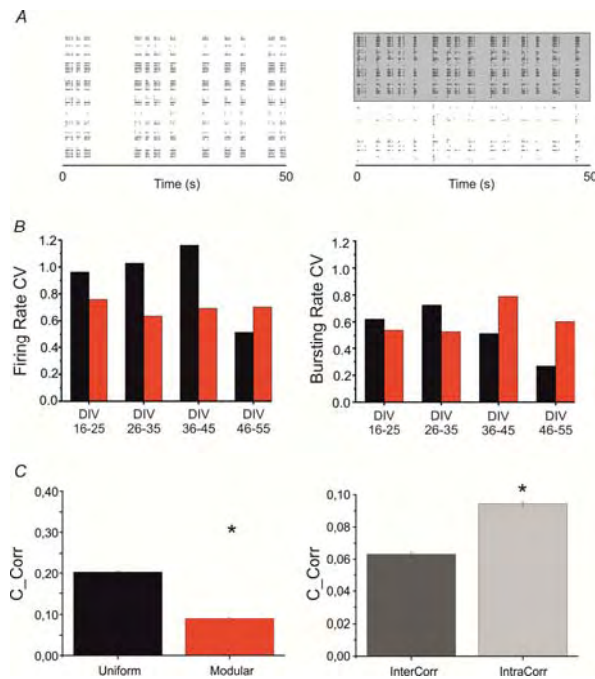 A
0
50
Time (s)
0
50
Time (s)
B
Firing Rate CV
1.2
1.0
0.8
0.6
0.4
0.2
0.0
DIV 16-25
DIV 26-35
DIV 36-45
DIV 46-55
Bursting Rate CV
1.2
1.0
0.8
0.6
0.4
0.2
0.0
DIV 16-25
DIV 26-35
DIV 36-45
DIV 46-55
C
C_Corr
0,40
0,30
0,20
0,10
0,00
*
Uniform
Modular
C_Corr
0,10
0,08
0,06
0,04
0,02
0,00
*
InterCorr
IntraCorr